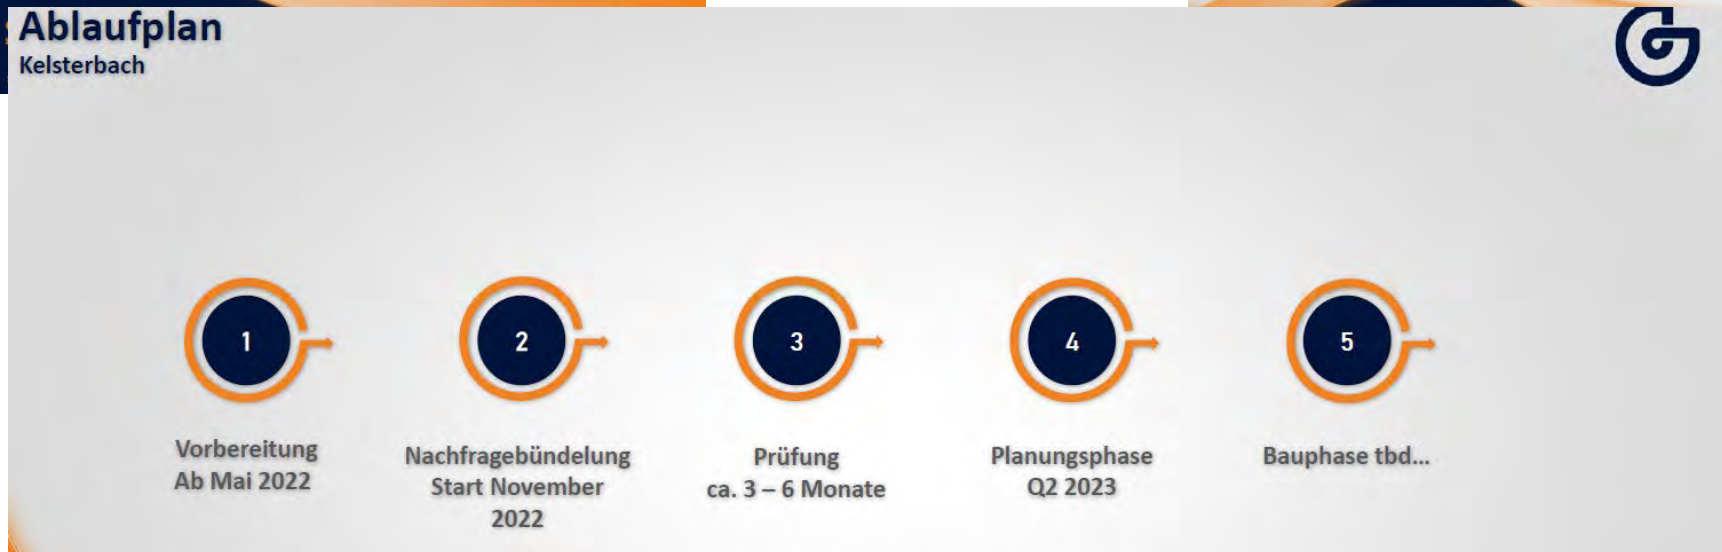 Ablaufplan
Kelsterbach
1
2
3
4
5
Vorbereitung
Ab Mai 2022
Nachfragebündelung
Start November
2022
Prüfung
ca. 3 – 6 Monate
Planungsphase
Q2 2023
Bauphase tbd...